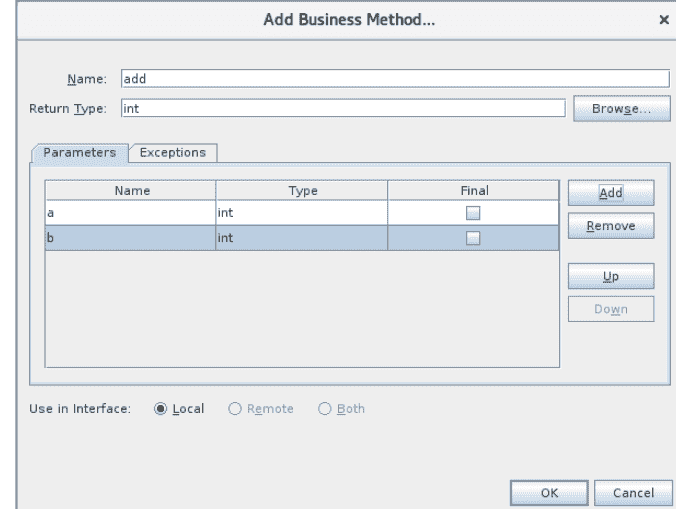 Add Business Method...
Name: add
Return Type: int Browse...
Parameters Exceptions
Name Type Final
a int
b int
Add
Remove
Up
Down
Use in Interface: Local Remote Both
OK Cancel